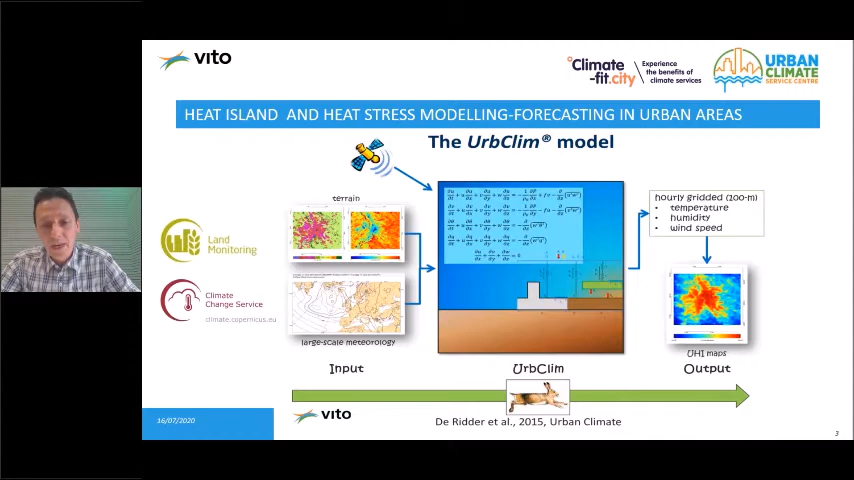 vito
°Climate
-fit.city
Experience
the benefits of
climate services
URBAN
CLIMATE
SERVICE CENTRE
HEAT ISLAND AND HEAT STRESS MODELLING-FORECASTING IN URBAN AREAS
The UrbClim® model
terrain
hourly gridded (100-m)
• temperature
• humidity
• wind speed
Land
Monitoring
Climate
Change Service
climate.copernicus.eu
large-scale meteorology
UHI maps
Input
UrbClim
Output
16/07/2020
vito
De Ridder et al., 2015, Urban Climate
3